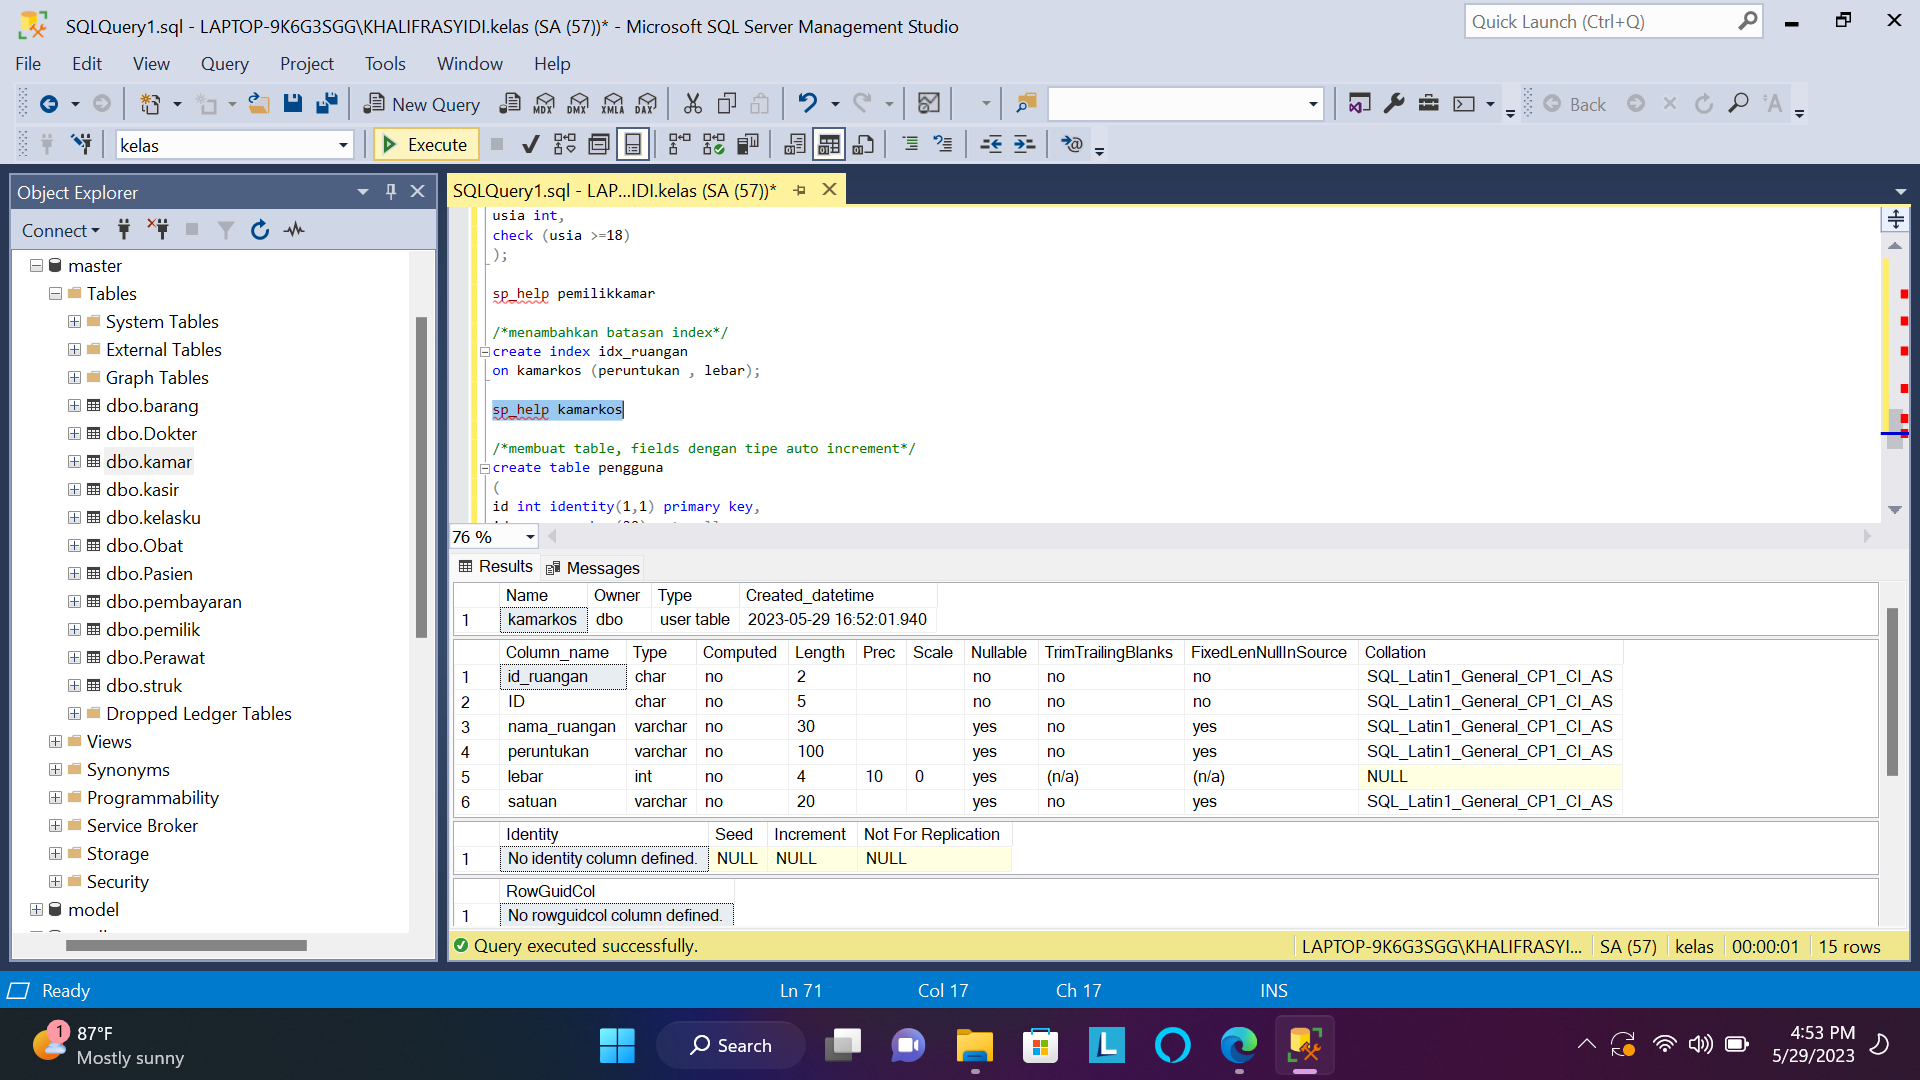 SQLQuery1.sql - LAPTOP-9K6G3SGG\KHALIFRASYIDI.kelas (SA (57))* - Microsoft SQL Server Management Studio
Quick Launch (Ctrl+Q)
File Edit View Query Project Tools Window Help
New Query MDX DMX XMLA DAX Back
kelas Execute
Object Explorer
Connect
master
Tables
System Tables
External Tables
Graph Tables
dbo.barang
dbo.Dokter
dbo.kamar
dbo.kasir
dbo.kelasku
dbo.Obat
dbo.Pasien
dbo.pembayaran
dbo.pemilik
dbo.Perawat
dbo.struk
Dropped Ledger Tables
Views
Synonyms
Programmability
Service Broker
Storage
Security
model
SQLQuery1.sql - LAP...IDI.kelas (SA (57))*
usia int,
check (usia >=18)
);
sp_help pemilikkamar
/*menambahkan batasan index*/
create index idx_ruangan
on kamarkos (peruntukan , lebar);
sp_help kamarkos
/*membuat table, fields dengan tipe auto increment*/
create table pengguna
(
id int identity(1,1) primary key,
76 %
Results Messages
Name Owner Type Created_datetime
1 kamarkos dbo user table 2023-05-29 16:52:01.940
Column_name Type Computed Length Prec Scale Nullable TrimTrailingBlanks FixedLenNullInSource Collation
1 id_ruangan char no 2 no no no SQL_Latin1_General_CP1_CI_AS
2 ID char no 5 no no no SQL_Latin1_General_CP1_CI_AS
3 nama_ruangan varchar no 30 yes no yes SQL_Latin1_General_CP1_CI_AS
4 peruntukan varchar no 100 yes no yes SQL_Latin1_General_CP1_CI_AS
5 lebar int no 4 10 0 yes (n/a) (n/a) NULL
6 satuan varchar no 20 yes no yes SQL_Latin1_General_CP1_CI_AS
Identity Seed Increment Not For Replication
1 No identity column defined. NULL NULL NULL
RowGuidCol
1 No rowguidcol column defined.
Query executed successfully. LAPTOP-9K6G3SGG\KHALIFRASYI... SA (57) kelas 00:00:01 15 rows
Ready Ln 71 Col 17 Ch 17 INS
1 87°F
Mostly sunny
Search
L
4:53 PM
5/29/2023